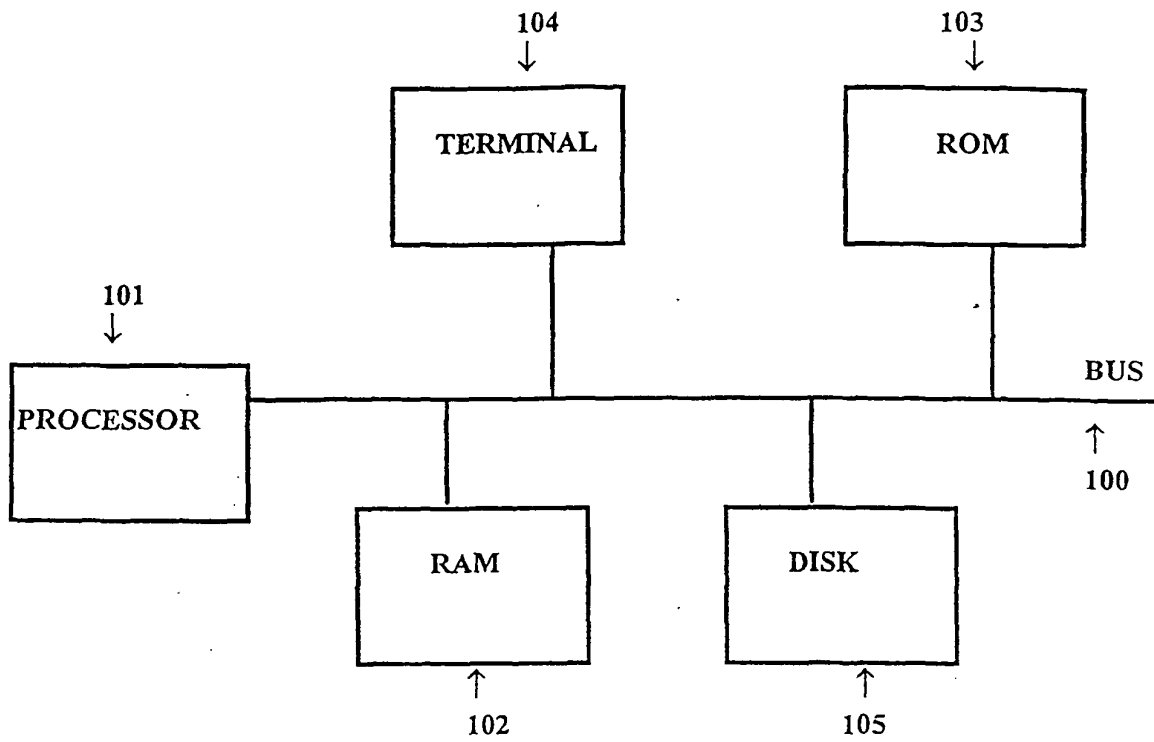 104
↓
103
↓
TERMINAL
ROM
101
↓
BUS
PROCESSOR
↑
100
RAM
DISK
↑
102
↑
105